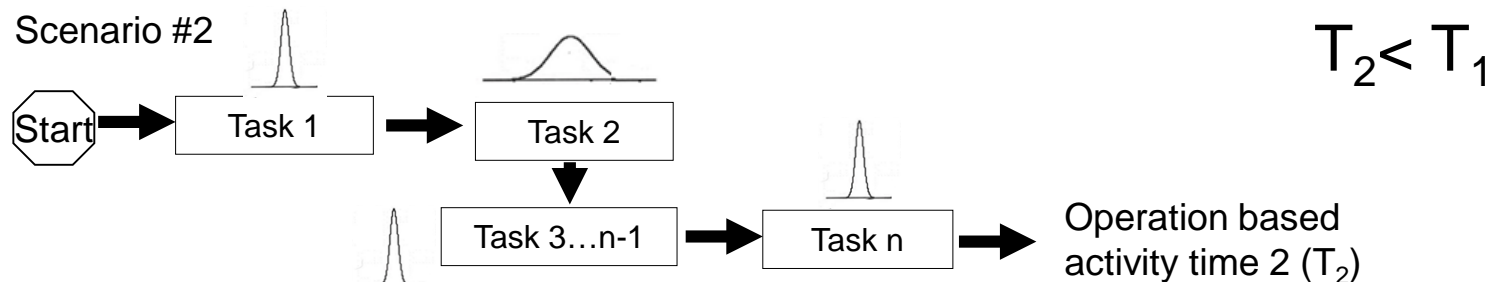 Scenario #2
T₂< T₁
Start
Task 1
Task 2
Task 3...n-1
Task n
Operation based
activity time 2 (T₂)